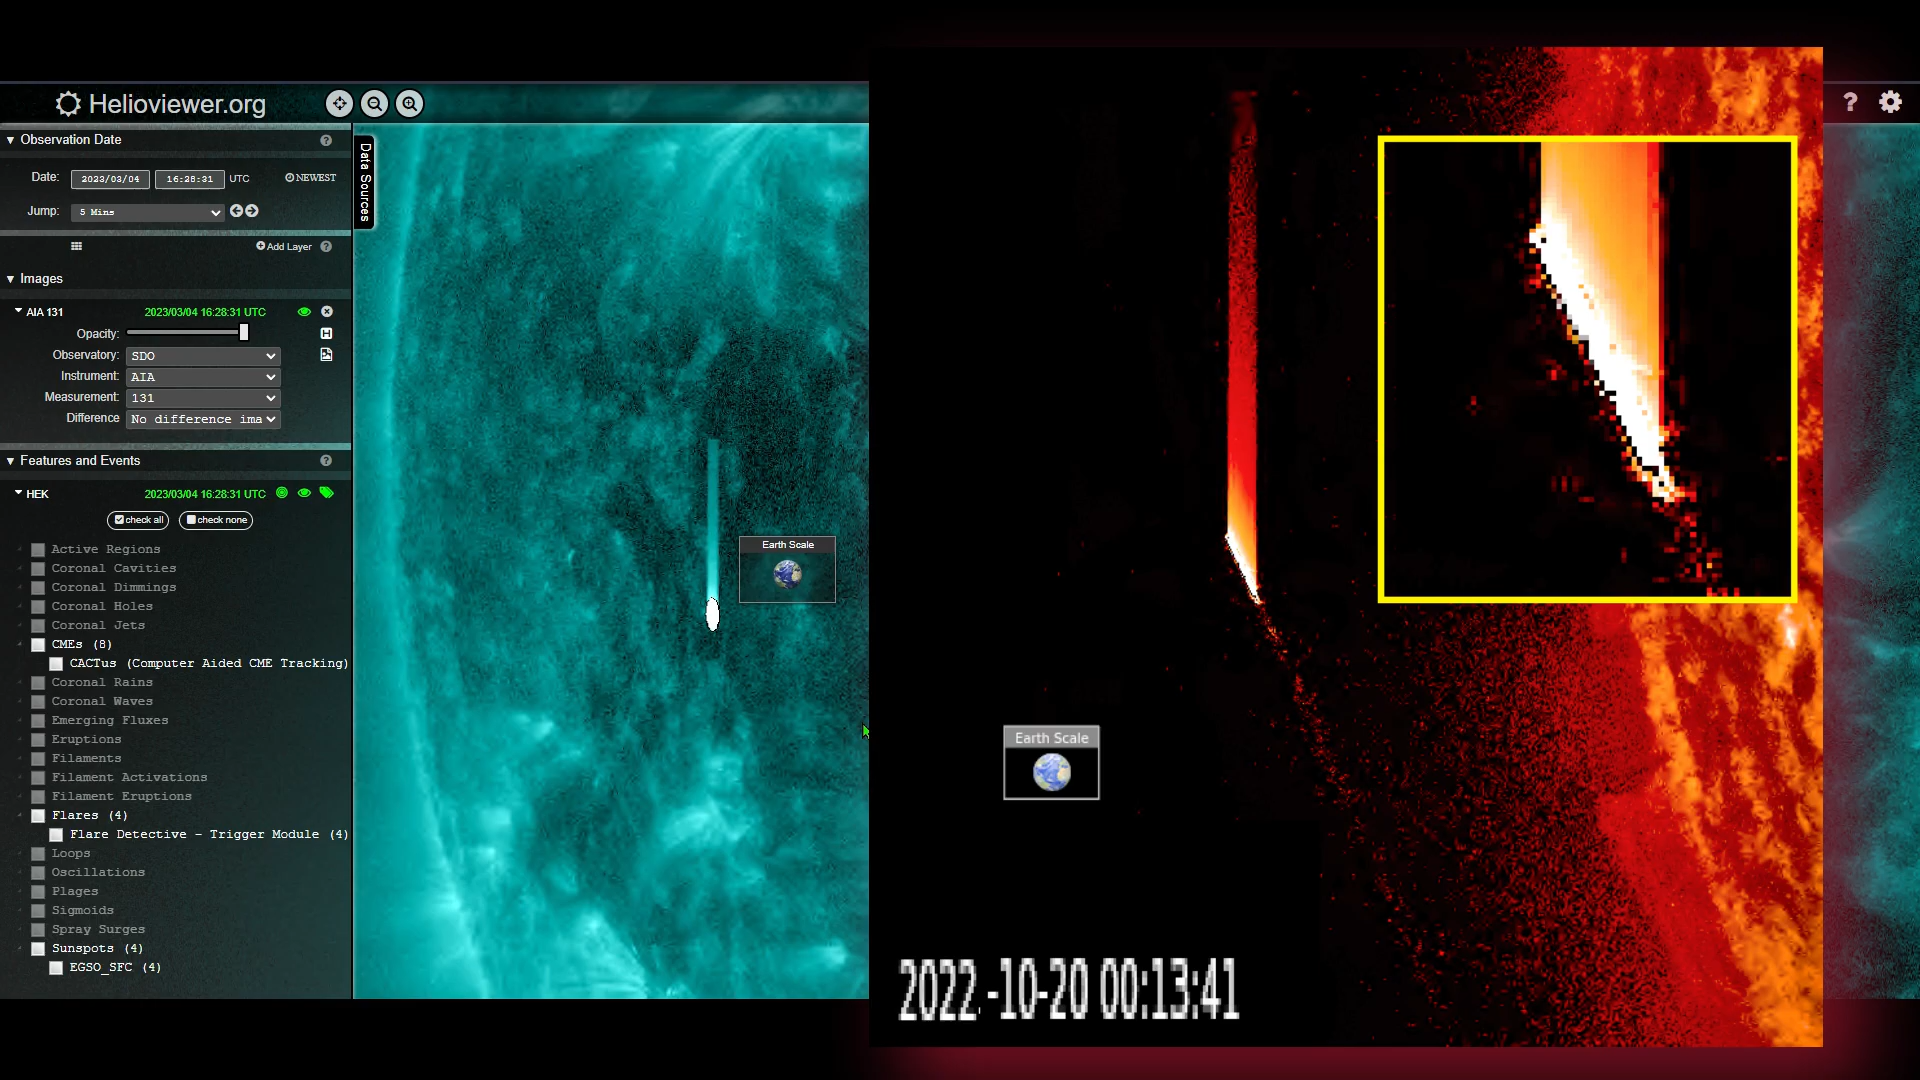 Helioviewer.org
Observation Date
Date: 2023/03/04 16:28:31 UTC NEWEST
Jump: 5 Mins
Add Layer
Images
AIA 131 2023/03/04 16:28:31 UTC
Opacity:
Observatory: SDO
Instrument: AIA
Measurement: 131
Difference No difference ima
Features and Events
HEK 2023/03/04 16:28:31 UTC
check all check none
Active Regions
Coronal Cavities
Coronal Dimmings
Coronal Holes
Coronal Jets
CMEs (8)
CACTus (Computer Aided CME Tracking)
Coronal Rains
Coronal Waves
Emerging Fluxes
Eruptions
Filaments
Filament Activations
Filament Eruptions
Flares (4)
Flare Detective - Trigger Module (4)
Loops
Oscillations
Plages
Sigmoids
Spray Surges
Sunspots (4)
EGSO_SFC (4)
Data Sources
Earth Scale
Earth Scale
2022-10-20 00:13:41